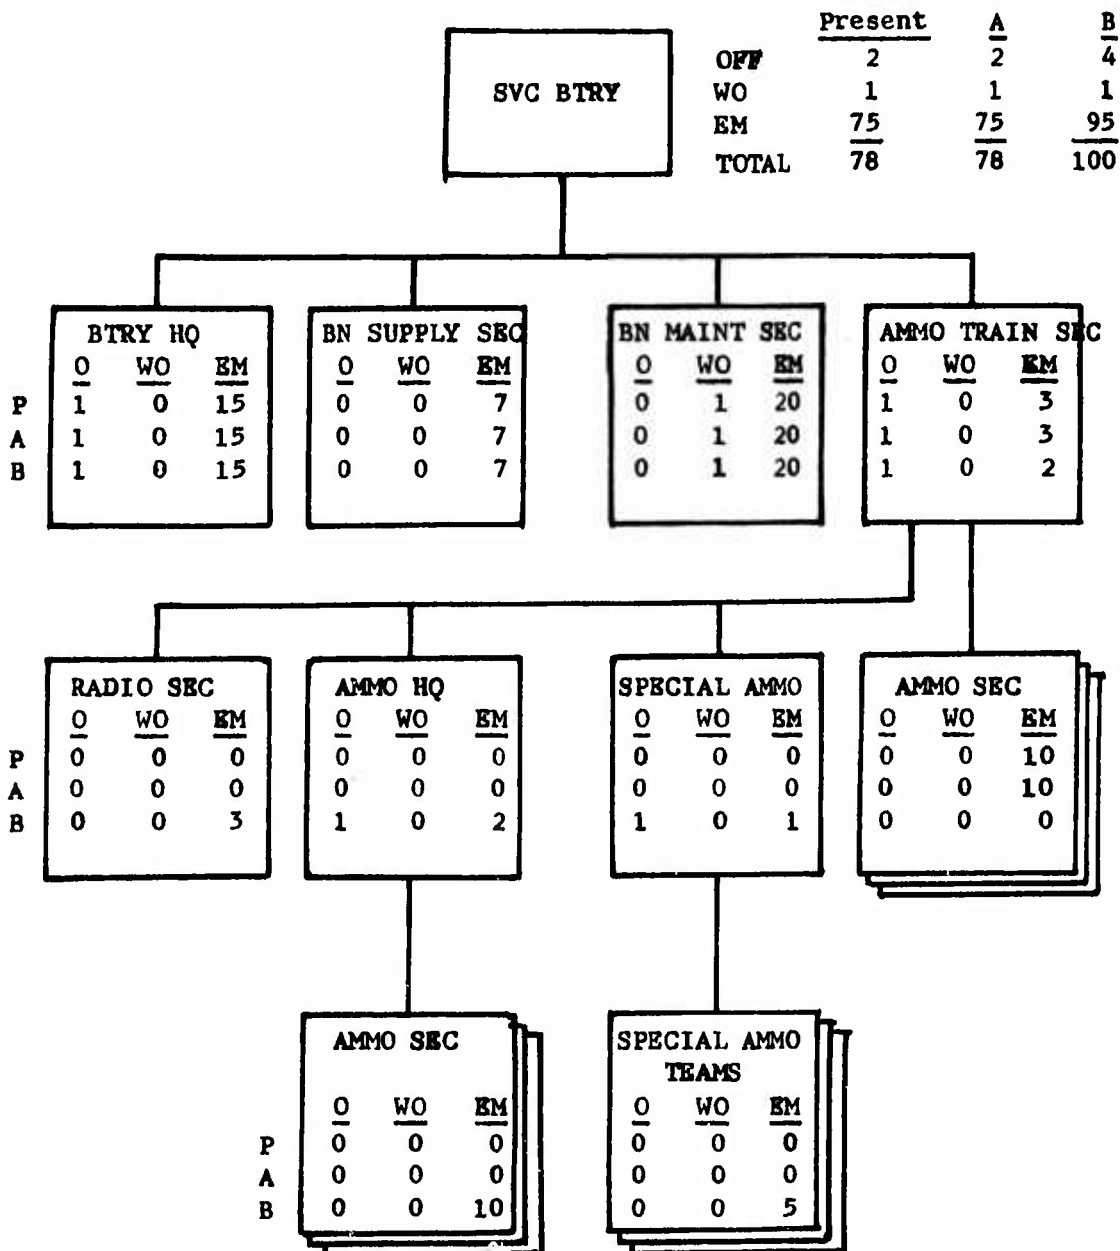 Present A B
OFF 2 2 4
SVC BTRY WO 1 1 1
EM 75 75 95
TOTAL 78 78 100
BTRY HQ BN SUPPLY SEC BN MAINT SEC AMMO TRAIN SEC
O WO EM O WO EM O WO EM O WO EM
P 1 0 15 0 0 7 0 1 20 1 0 3
A 1 0 15 0 0 7 0 1 20 1 0 3
B 1 0 15 0 0 7 0 1 20 1 0 2
RADIO SEC AMMO HQ SPECIAL AMMO AMMO SEC
O WO EM O WO EM O WO EM O WO EM
P 0 0 0 0 0 0 0 0 0 0 0 10
A 0 0 0 0 0 0 0 0 0 0 0 10
B 0 0 3 1 0 2 1 0 1 0 0 0
AMMO SEC SPECIAL AMMO
TEAMS
O WO EM O WO EM
P 0 0 0 0 0 0
A 0 0 0 0 0 0
B 0 0 10 0 0 5